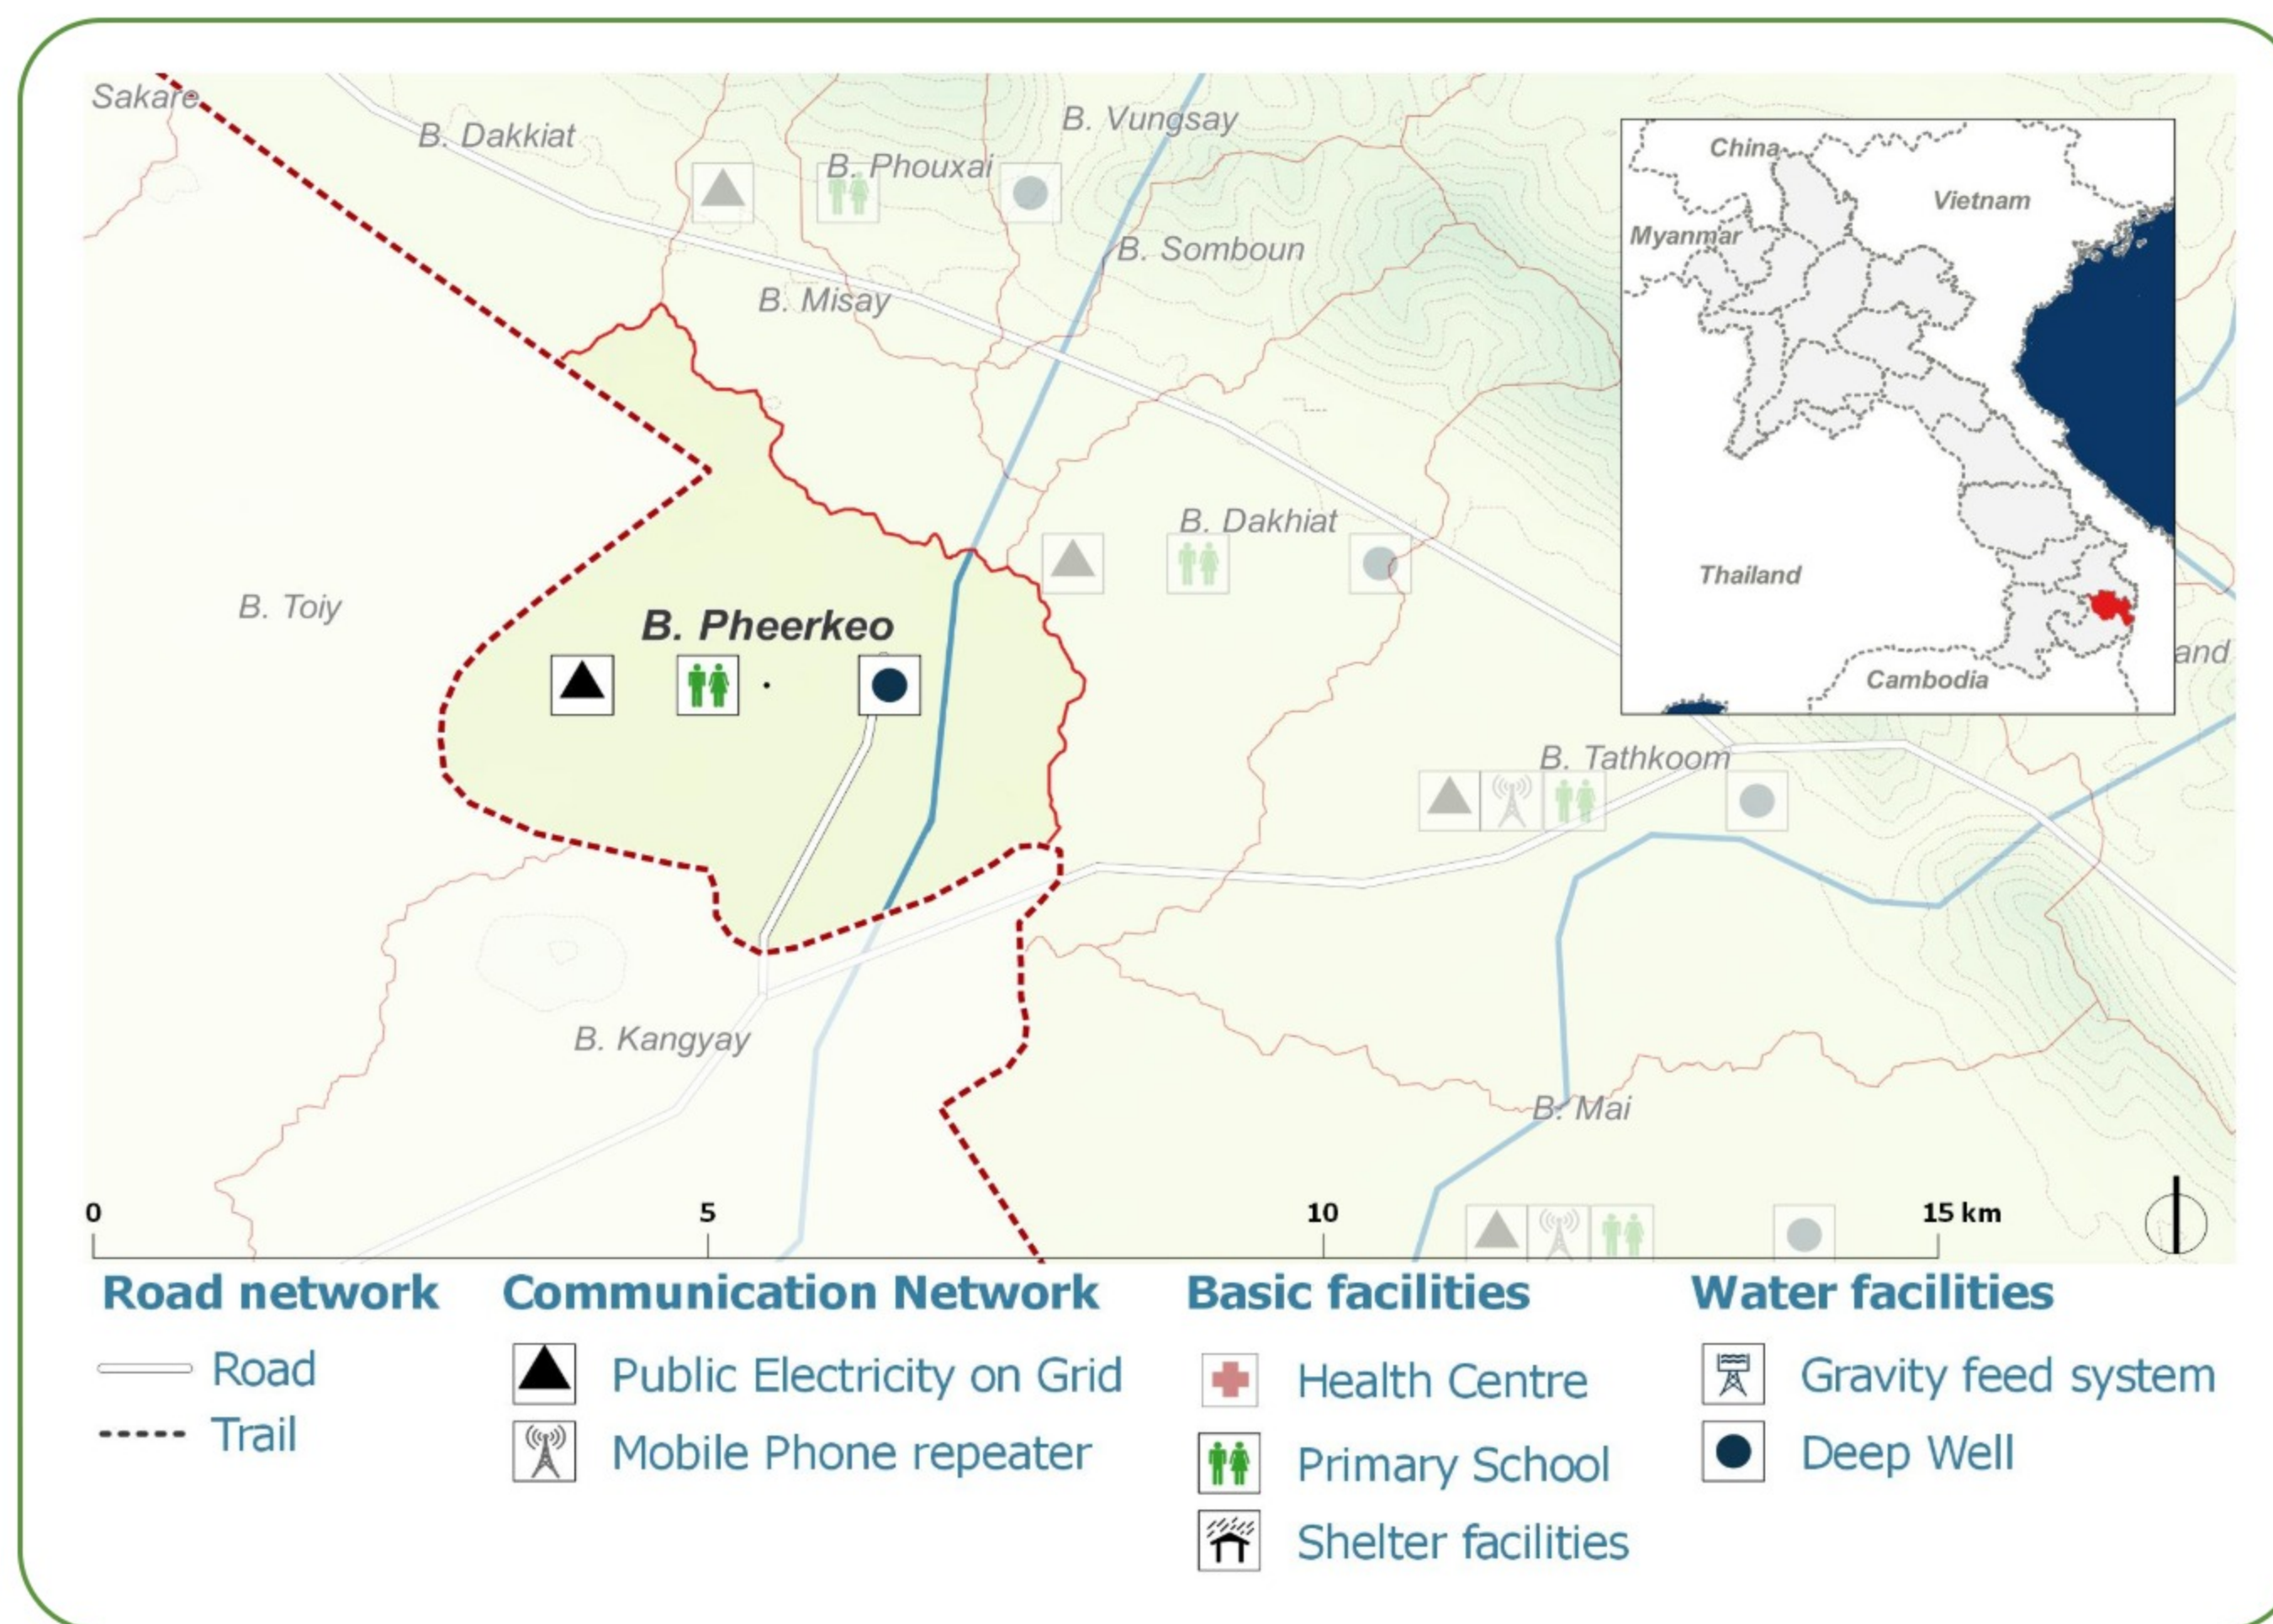 Sakare
B. Dakkiat
B. Vungsay
B. Phouxai
B. Somboun
B. Misay
China
Vietnam
Myanmar
Thailand
Cambodia
B. Dakhiat
B. Toiy
B. Pheerkeo
and
B. Tathkoom
B. Kangyay
B. Mai
0 5 10 15 km
Road network
Road
Trail
Communication Network
Public Electricity on Grid
Mobile Phone repeater
Basic facilities
Health Centre
Primary School
Shelter facilities
Water facilities
Gravity feed system
Deep Well